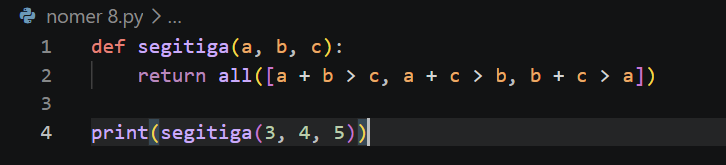 nomer 8.py > ...
1 def segitiga(a, b, c):
2     return all([a + b > c, a + c > b, b + c > a])
3
4 print(segitiga(3, 4, 5))